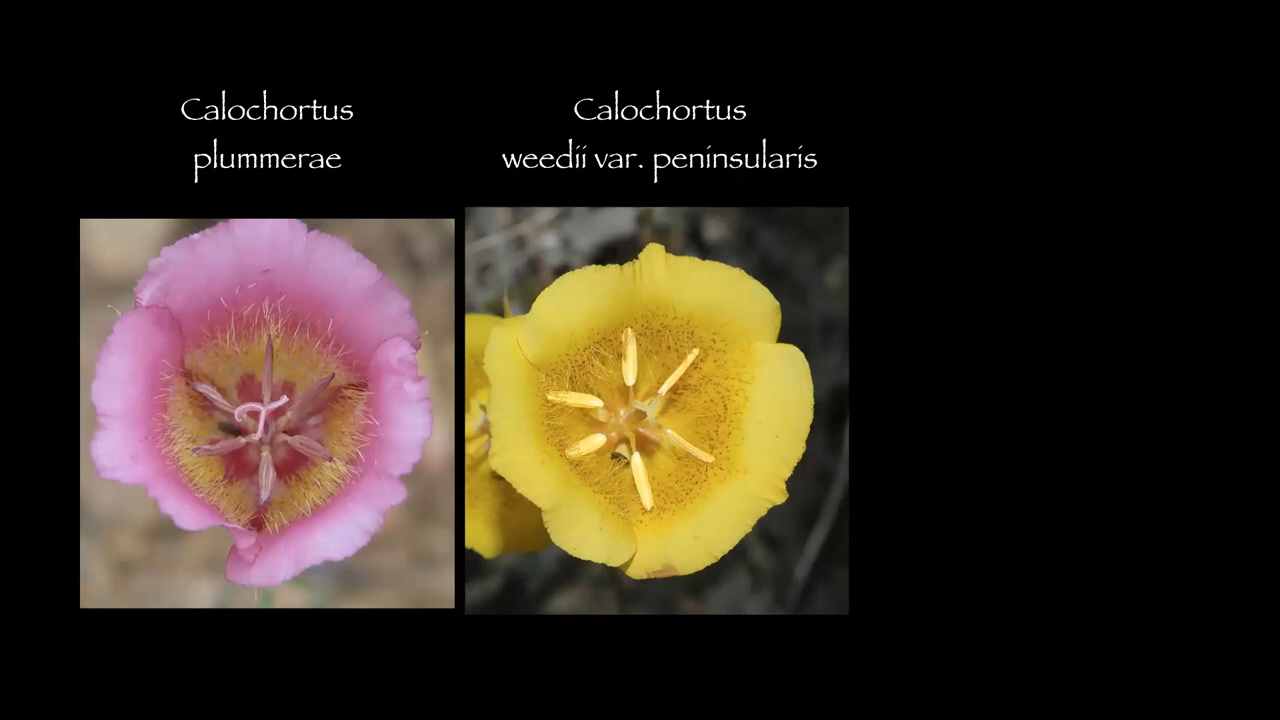 Calochortus
plummerae
Calochortus
weedii var. peninsularis